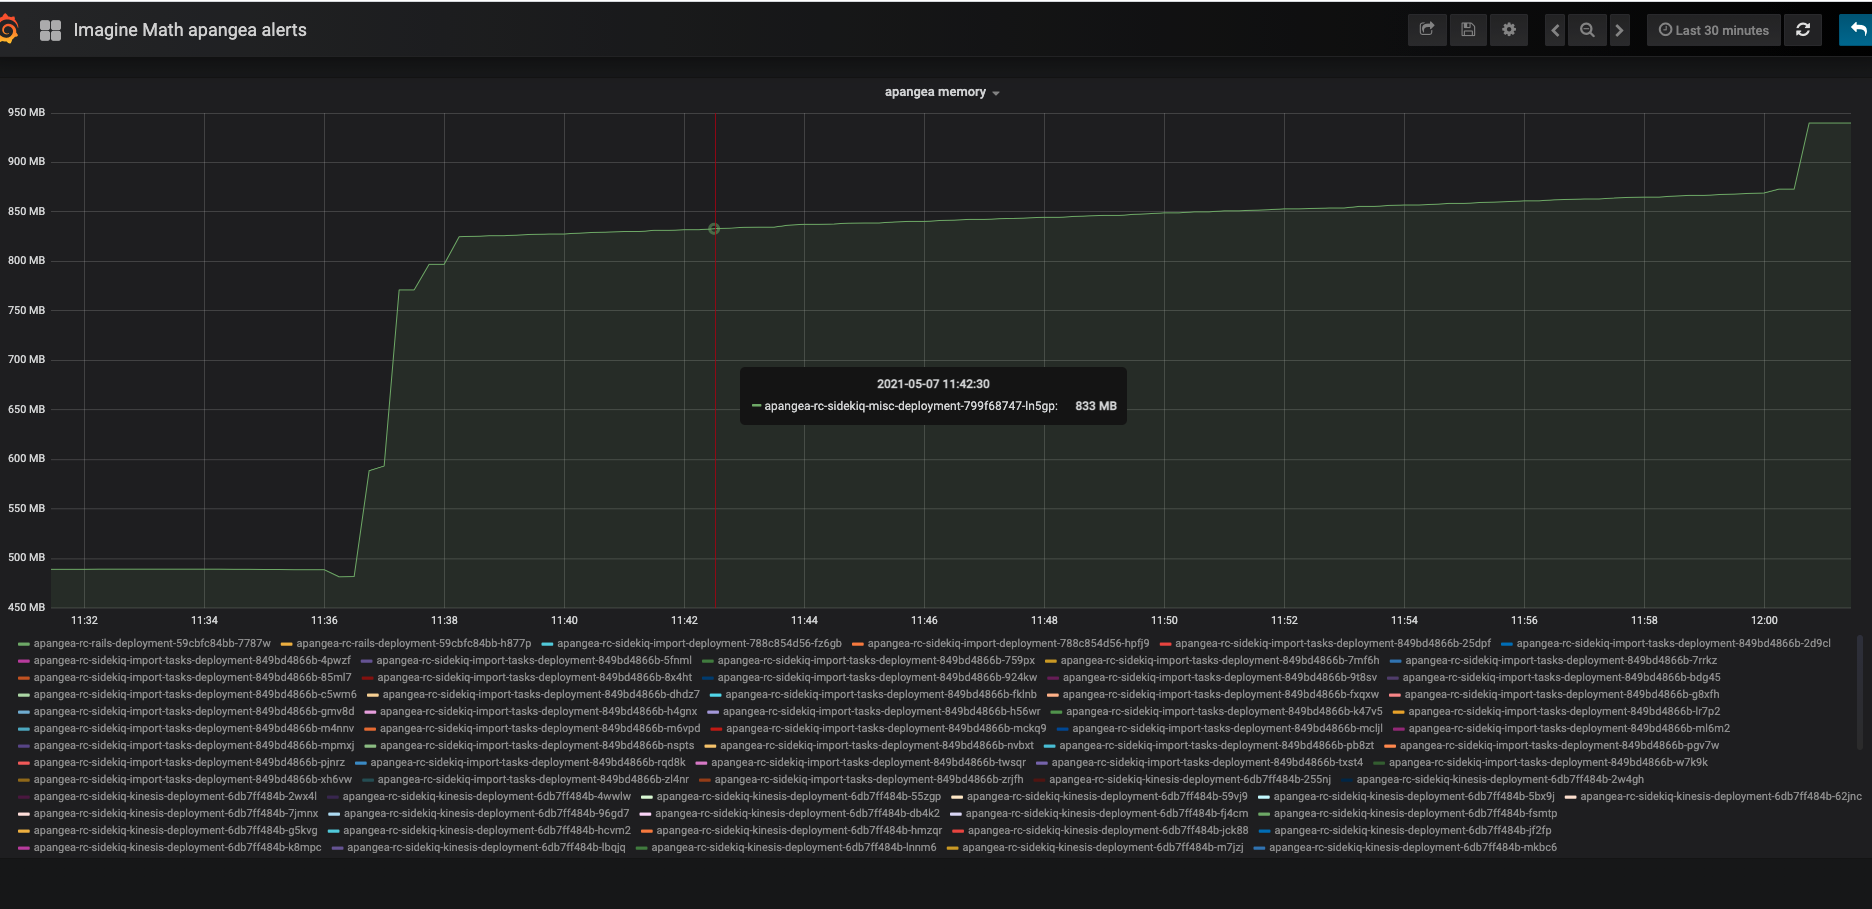 Imagine Math apangea alerts
Last 30 minutes
apangea memory
950 MB
900 MB
850 MB
800 MB
750 MB
700 MB
650 MB
600 MB
550 MB
500 MB
450 MB
2021-05-07 11:42:30
apangea-rc-sidekiq-misc-deployment-799f68747-ln5gp: 833 MB
11:32 11:34 11:36 11:38 11:40 11:42 11:44 11:46 11:48 11:50 11:52 11:54 11:56 11:58 12:00
apangea-rc-rails-deployment-59cbfc84bb-7787w apangea-rc-rails-deployment-59cbfc84bb-h877p apangea-rc-sidekiq-import-deployment-788c854d56-fz6gb apangea-rc-sidekiq-import-deployment-788c854d56-hpfj9 apangea-rc-sidekiq-import-tasks-deployment-849bd4866b-25dpf apangea-rc-sidekiq-import-tasks-deployment-849bd4866b-2d9cl
apangea-rc-sidekiq-import-tasks-deployment-849bd4866b-4pwzf apangea-rc-sidekiq-import-tasks-deployment-849bd4866b-5fnml apangea-rc-sidekiq-import-tasks-deployment-849bd4866b-759px apangea-rc-sidekiq-import-tasks-deployment-849bd4866b-7mf6h apangea-rc-sidekiq-import-tasks-deployment-849bd4866b-7rrkz
apangea-rc-sidekiq-import-tasks-deployment-849bd4866b-85ml7 apangea-rc-sidekiq-import-tasks-deployment-849bd4866b-8x4ht apangea-rc-sidekiq-import-tasks-deployment-849bd4866b-924kw apangea-rc-sidekiq-import-tasks-deployment-849bd4866b-9t8sv apangea-rc-sidekiq-import-tasks-deployment-849bd4866b-bdg45
apangea-rc-sidekiq-import-tasks-deployment-849bd4866b-c5wm6 apangea-rc-sidekiq-import-tasks-deployment-849bd4866b-dhdz7 apangea-rc-sidekiq-import-tasks-deployment-849bd4866b-fklnb apangea-rc-sidekiq-import-tasks-deployment-849bd4866b-fxqxw apangea-rc-sidekiq-import-tasks-deployment-849bd4866b-g8xfh
apangea-rc-sidekiq-import-tasks-deployment-849bd4866b-gmv8d apangea-rc-sidekiq-import-tasks-deployment-849bd4866b-h4gnx apangea-rc-sidekiq-import-tasks-deployment-849bd4866b-h56wr apangea-rc-sidekiq-import-tasks-deployment-849bd4866b-k47v5 apangea-rc-sidekiq-import-tasks-deployment-849bd4866b-lr7p2
apangea-rc-sidekiq-import-tasks-deployment-849bd4866b-m4nnv apangea-rc-sidekiq-import-tasks-deployment-849bd4866b-m6vpd apangea-rc-sidekiq-import-tasks-deployment-849bd4866b-mckq9 apangea-rc-sidekiq-import-tasks-deployment-849bd4866b-mcljl apangea-rc-sidekiq-import-tasks-deployment-849bd4866b-ml6m2
apangea-rc-sidekiq-import-tasks-deployment-849bd4866b-mpmxj apangea-rc-sidekiq-import-tasks-deployment-849bd4866b-nspts apangea-rc-sidekiq-import-tasks-deployment-849bd4866b-nvbxt apangea-rc-sidekiq-import-tasks-deployment-849bd4866b-pb8zt apangea-rc-sidekiq-import-tasks-deployment-849bd4866b-pgv7w
apangea-rc-sidekiq-import-tasks-deployment-849bd4866b-pjnrz apangea-rc-sidekiq-import-tasks-deployment-849bd4866b-rqd8k apangea-rc-sidekiq-import-tasks-deployment-849bd4866b-twsqr apangea-rc-sidekiq-import-tasks-deployment-849bd4866b-txst4 apangea-rc-sidekiq-import-tasks-deployment-849bd4866b-w7k9k
apangea-rc-sidekiq-import-tasks-deployment-849bd4866b-xh6vw apangea-rc-sidekiq-import-tasks-deployment-849bd4866b-zl4nr apangea-rc-sidekiq-import-tasks-deployment-849bd4866b-zrjfh apangea-rc-sidekiq-kinesis-deployment-6db7ff484b-255nj apangea-rc-sidekiq-kinesis-deployment-6db7ff484b-2w4gh
apangea-rc-sidekiq-kinesis-deployment-6db7ff484b-2wx4l apangea-rc-sidekiq-kinesis-deployment-6db7ff484b-4wwlw apangea-rc-sidekiq-kinesis-deployment-6db7ff484b-55zgp apangea-rc-sidekiq-kinesis-deployment-6db7ff484b-59vj9 apangea-rc-sidekiq-kinesis-deployment-6db7ff484b-5bx9j apangea-rc-sidekiq-kinesis-deployment-6db7ff484b-62jnc
apangea-rc-sidekiq-kinesis-deployment-6db7ff484b-7jmnx apangea-rc-sidekiq-kinesis-deployment-6db7ff484b-96gd7 apangea-rc-sidekiq-kinesis-deployment-6db7ff484b-db4k2 apangea-rc-sidekiq-kinesis-deployment-6db7ff484b-fj4cm apangea-rc-sidekiq-kinesis-deployment-6db7ff484b-fsmtp
apangea-rc-sidekiq-kinesis-deployment-6db7ff484b-g5kvg apangea-rc-sidekiq-kinesis-deployment-6db7ff484b-hcvm2 apangea-rc-sidekiq-kinesis-deployment-6db7ff484b-hmzqr apangea-rc-sidekiq-kinesis-deployment-6db7ff484b-jck88 apangea-rc-sidekiq-kinesis-deployment-6db7ff484b-jf2fp
apangea-rc-sidekiq-kinesis-deployment-6db7ff484b-k8mpc apangea-rc-sidekiq-kinesis-deployment-6db7ff484b-lbqjq apangea-rc-sidekiq-kinesis-deployment-6db7ff484b-lnnm6 apangea-rc-sidekiq-kinesis-deployment-6db7ff484b-m7jzj apangea-rc-sidekiq-kinesis-deployment-6db7ff484b-mkbc6